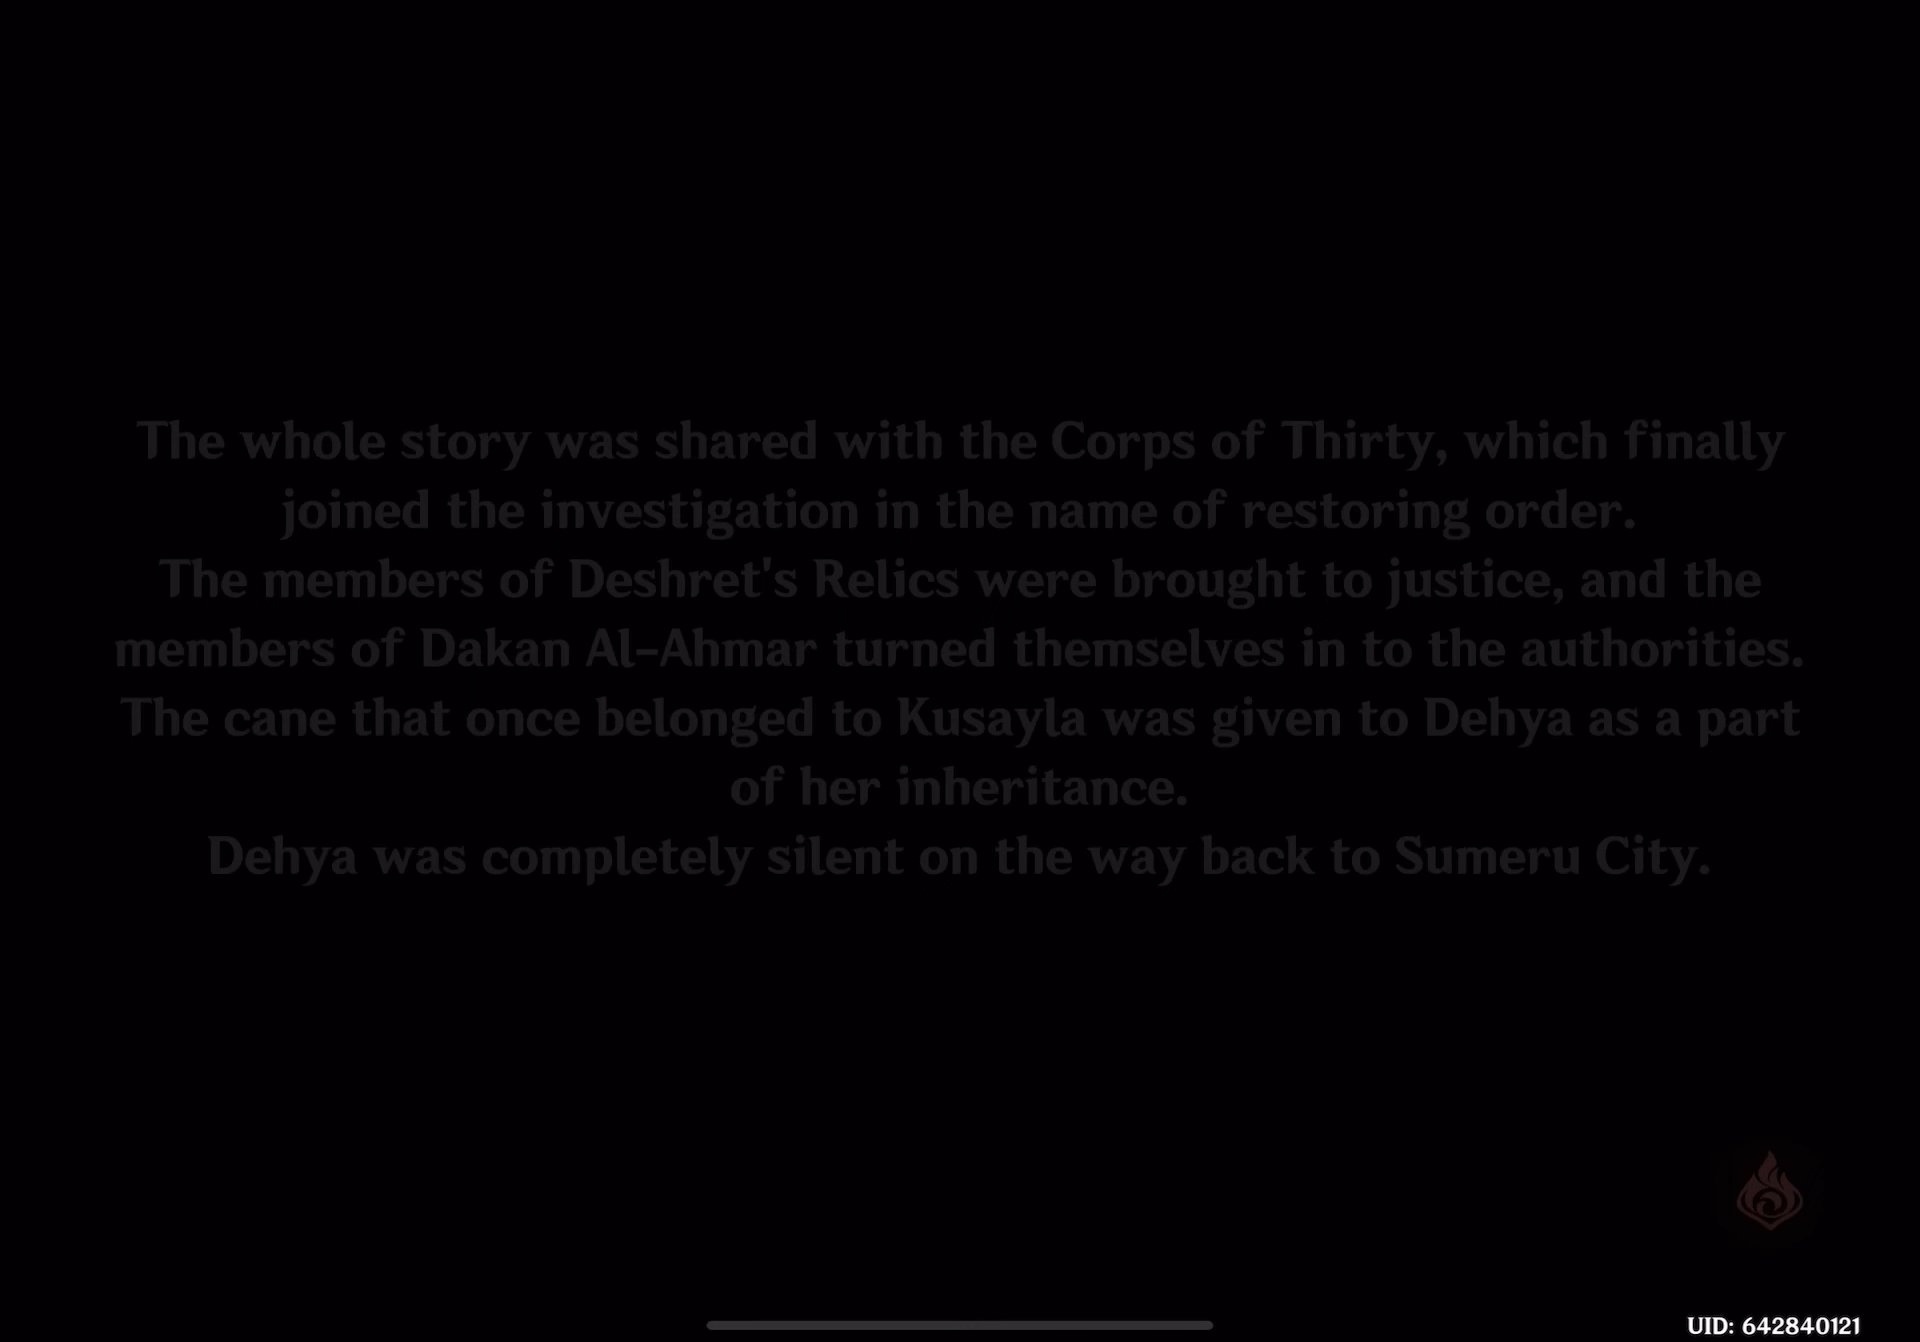 The whole story was shared with the Corps of Thirty, which finally
joined the investigation in the name of restoring order.
The members of Deshret's Relics were brought to justice, and the
members of Dakan Al-Ahmar turned themselves in to the authorities.
The cane that once belonged to Kusayla was given to Dehya as a part
of her inheritance.
Dehya was completely silent on the way back to Sumeru City.
UID: 642840121